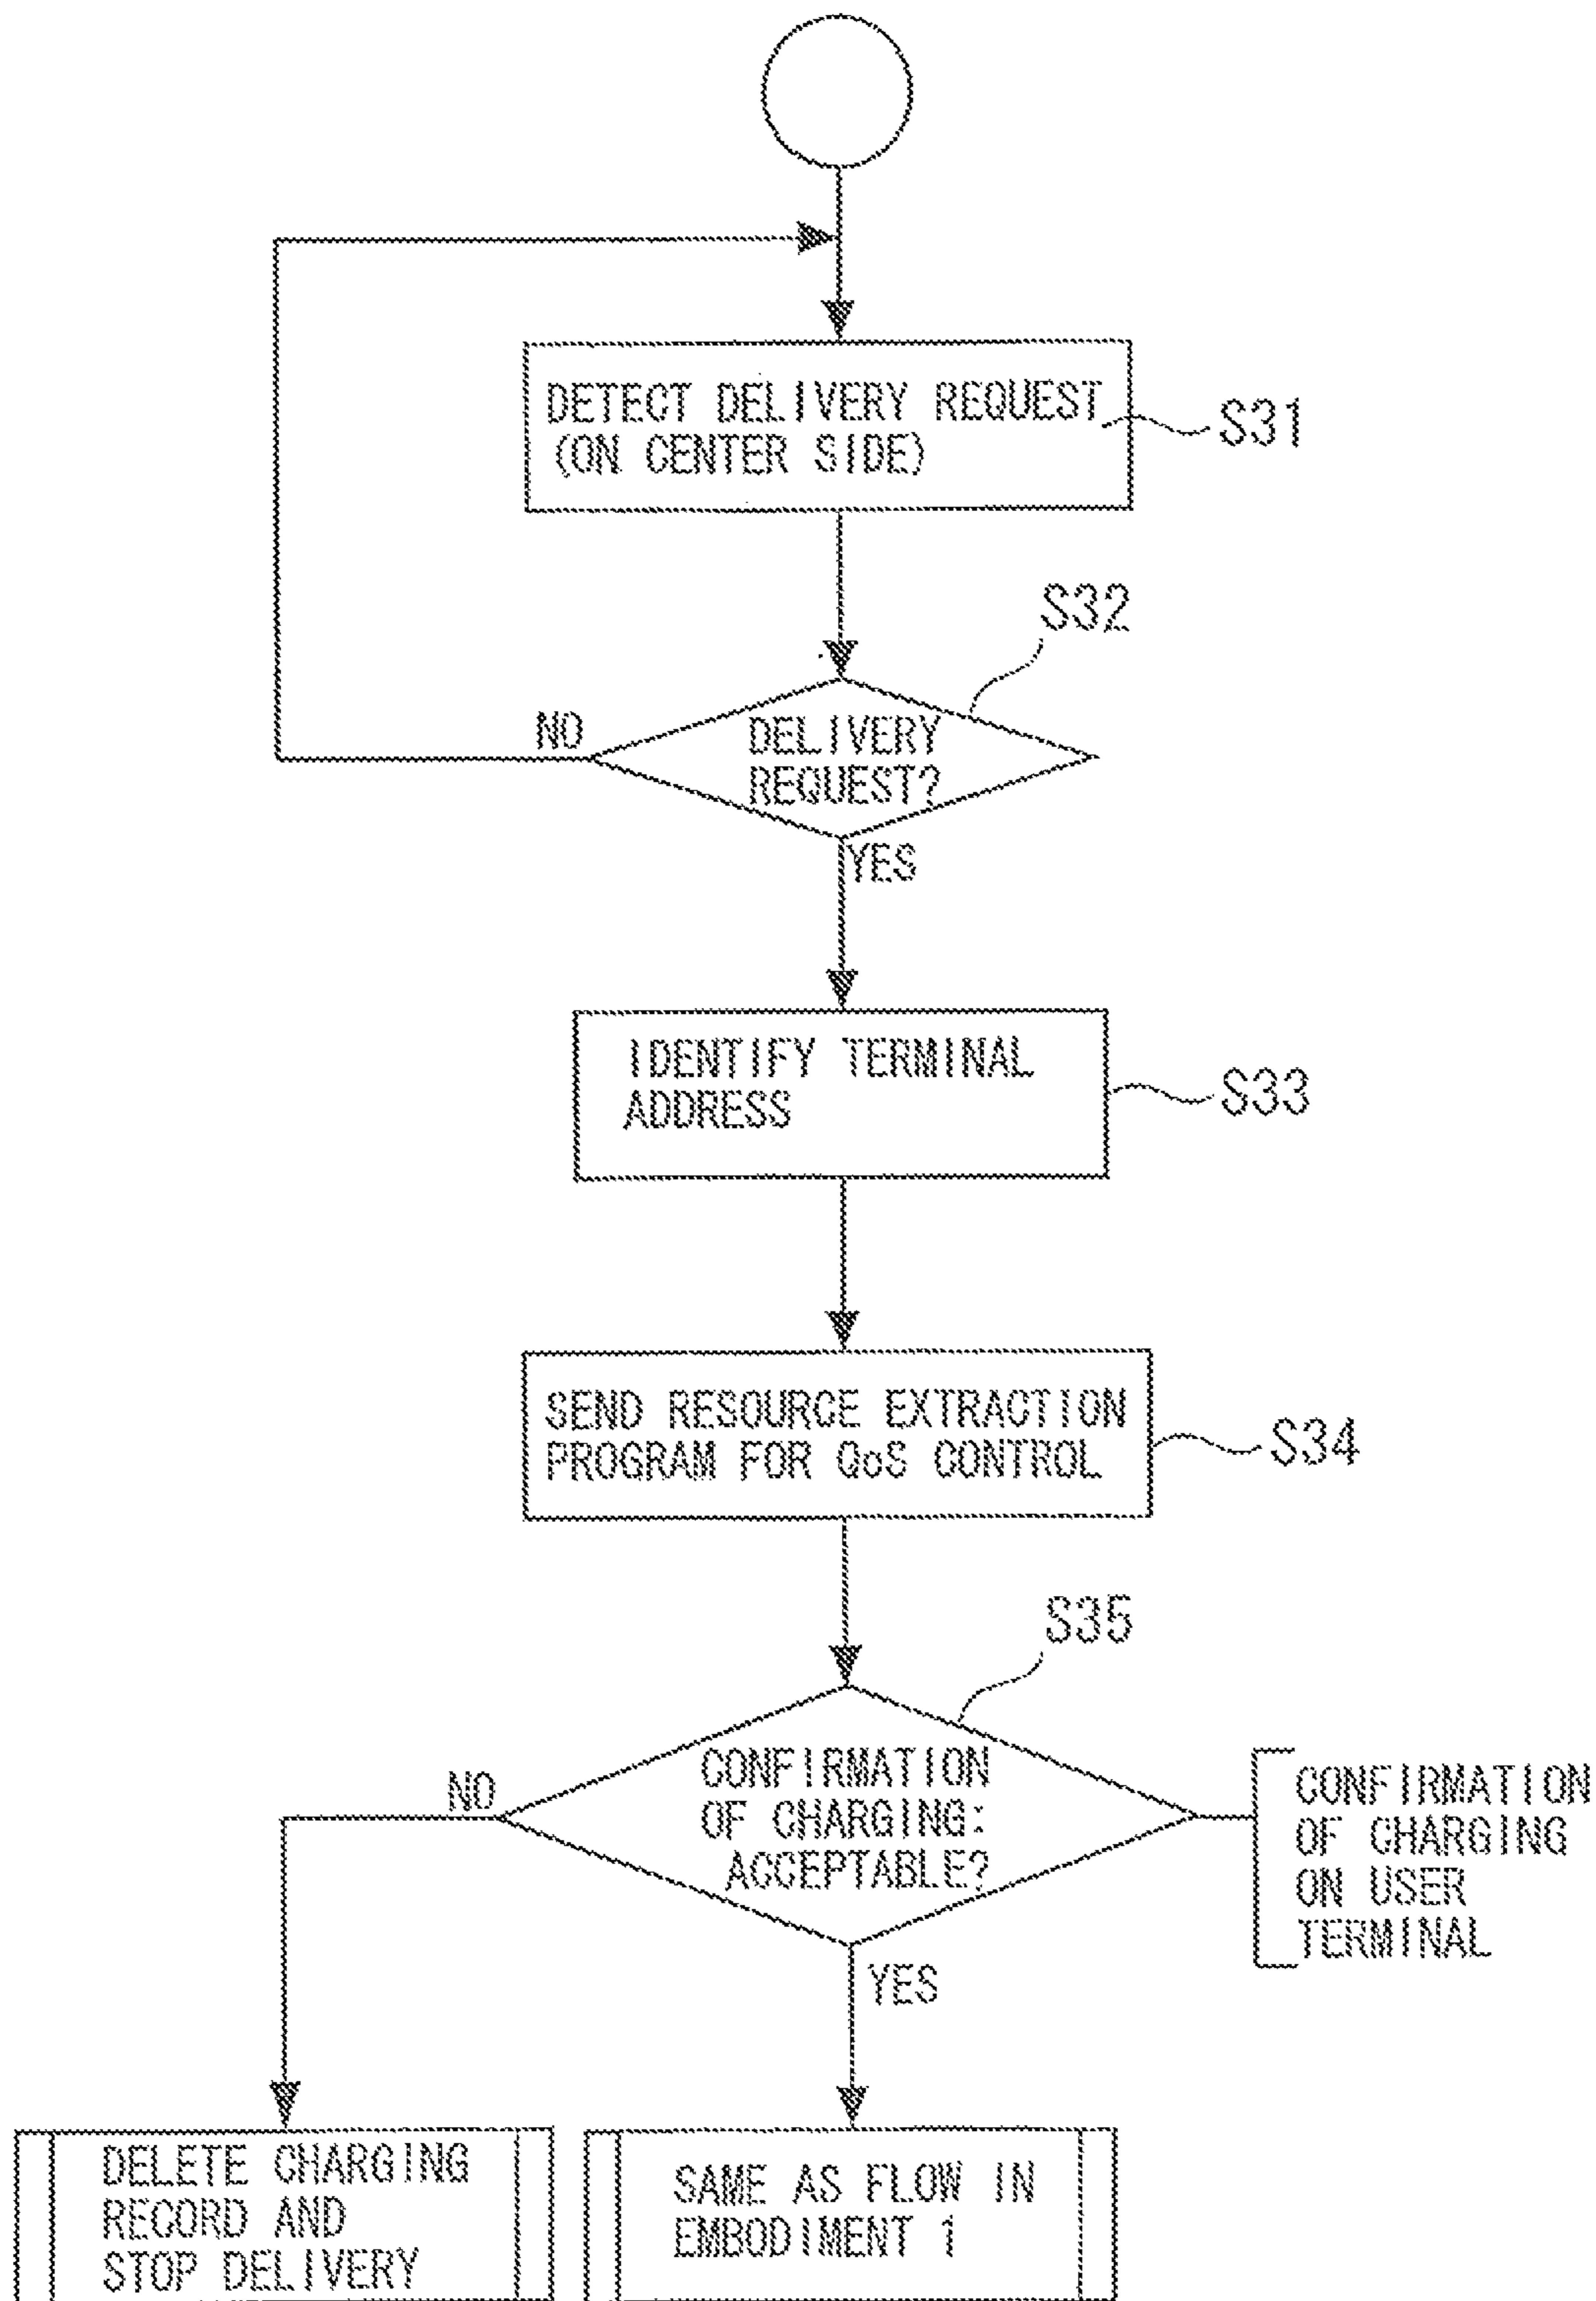 DETECT DELIVERY REQUEST
(ON CENTER SIDE)
S31
S32
NO
DELIVERY
REQUEST?
YES
IDENTIFY TERMINAL
ADDRESS
S33
SEND RESOURCE EXTRACTION
PROGRAM FOR QoS CONTROL
S34
S35
NO
CONFIRMATION
OF CHARGING:
ACCEPTABLE?
CONFIRMATION
OF CHARGING
ON USER
TERMINAL
YES
DELETE CHARGING
RECORD AND
STOP DELIVERY
SAME AS FLOW IN
EMBODIMENT 1